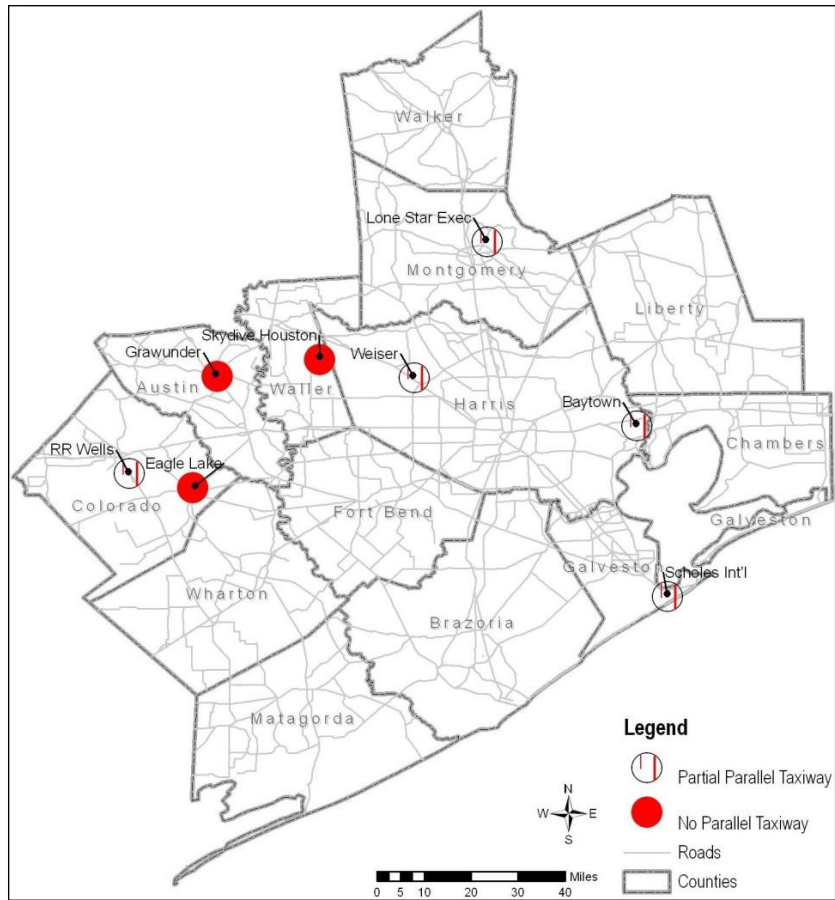 Walker
Lone Star Exec
Montgomery
Liberty
Skydive Houston
Grawunder
Weiser
Austin
Waller
Harris
Baytown
Chambers
RR Wells
Eagle Lake
Colorado
Fort Bend
Galveston
Galveston
Scholes Int'l
Wharton
Brazoria
Matagorda
Legend
Partial Parallel Taxiway
No Parallel Taxiway
Roads
Counties
N
W E
S
Miles
0 5 10 20 30 40